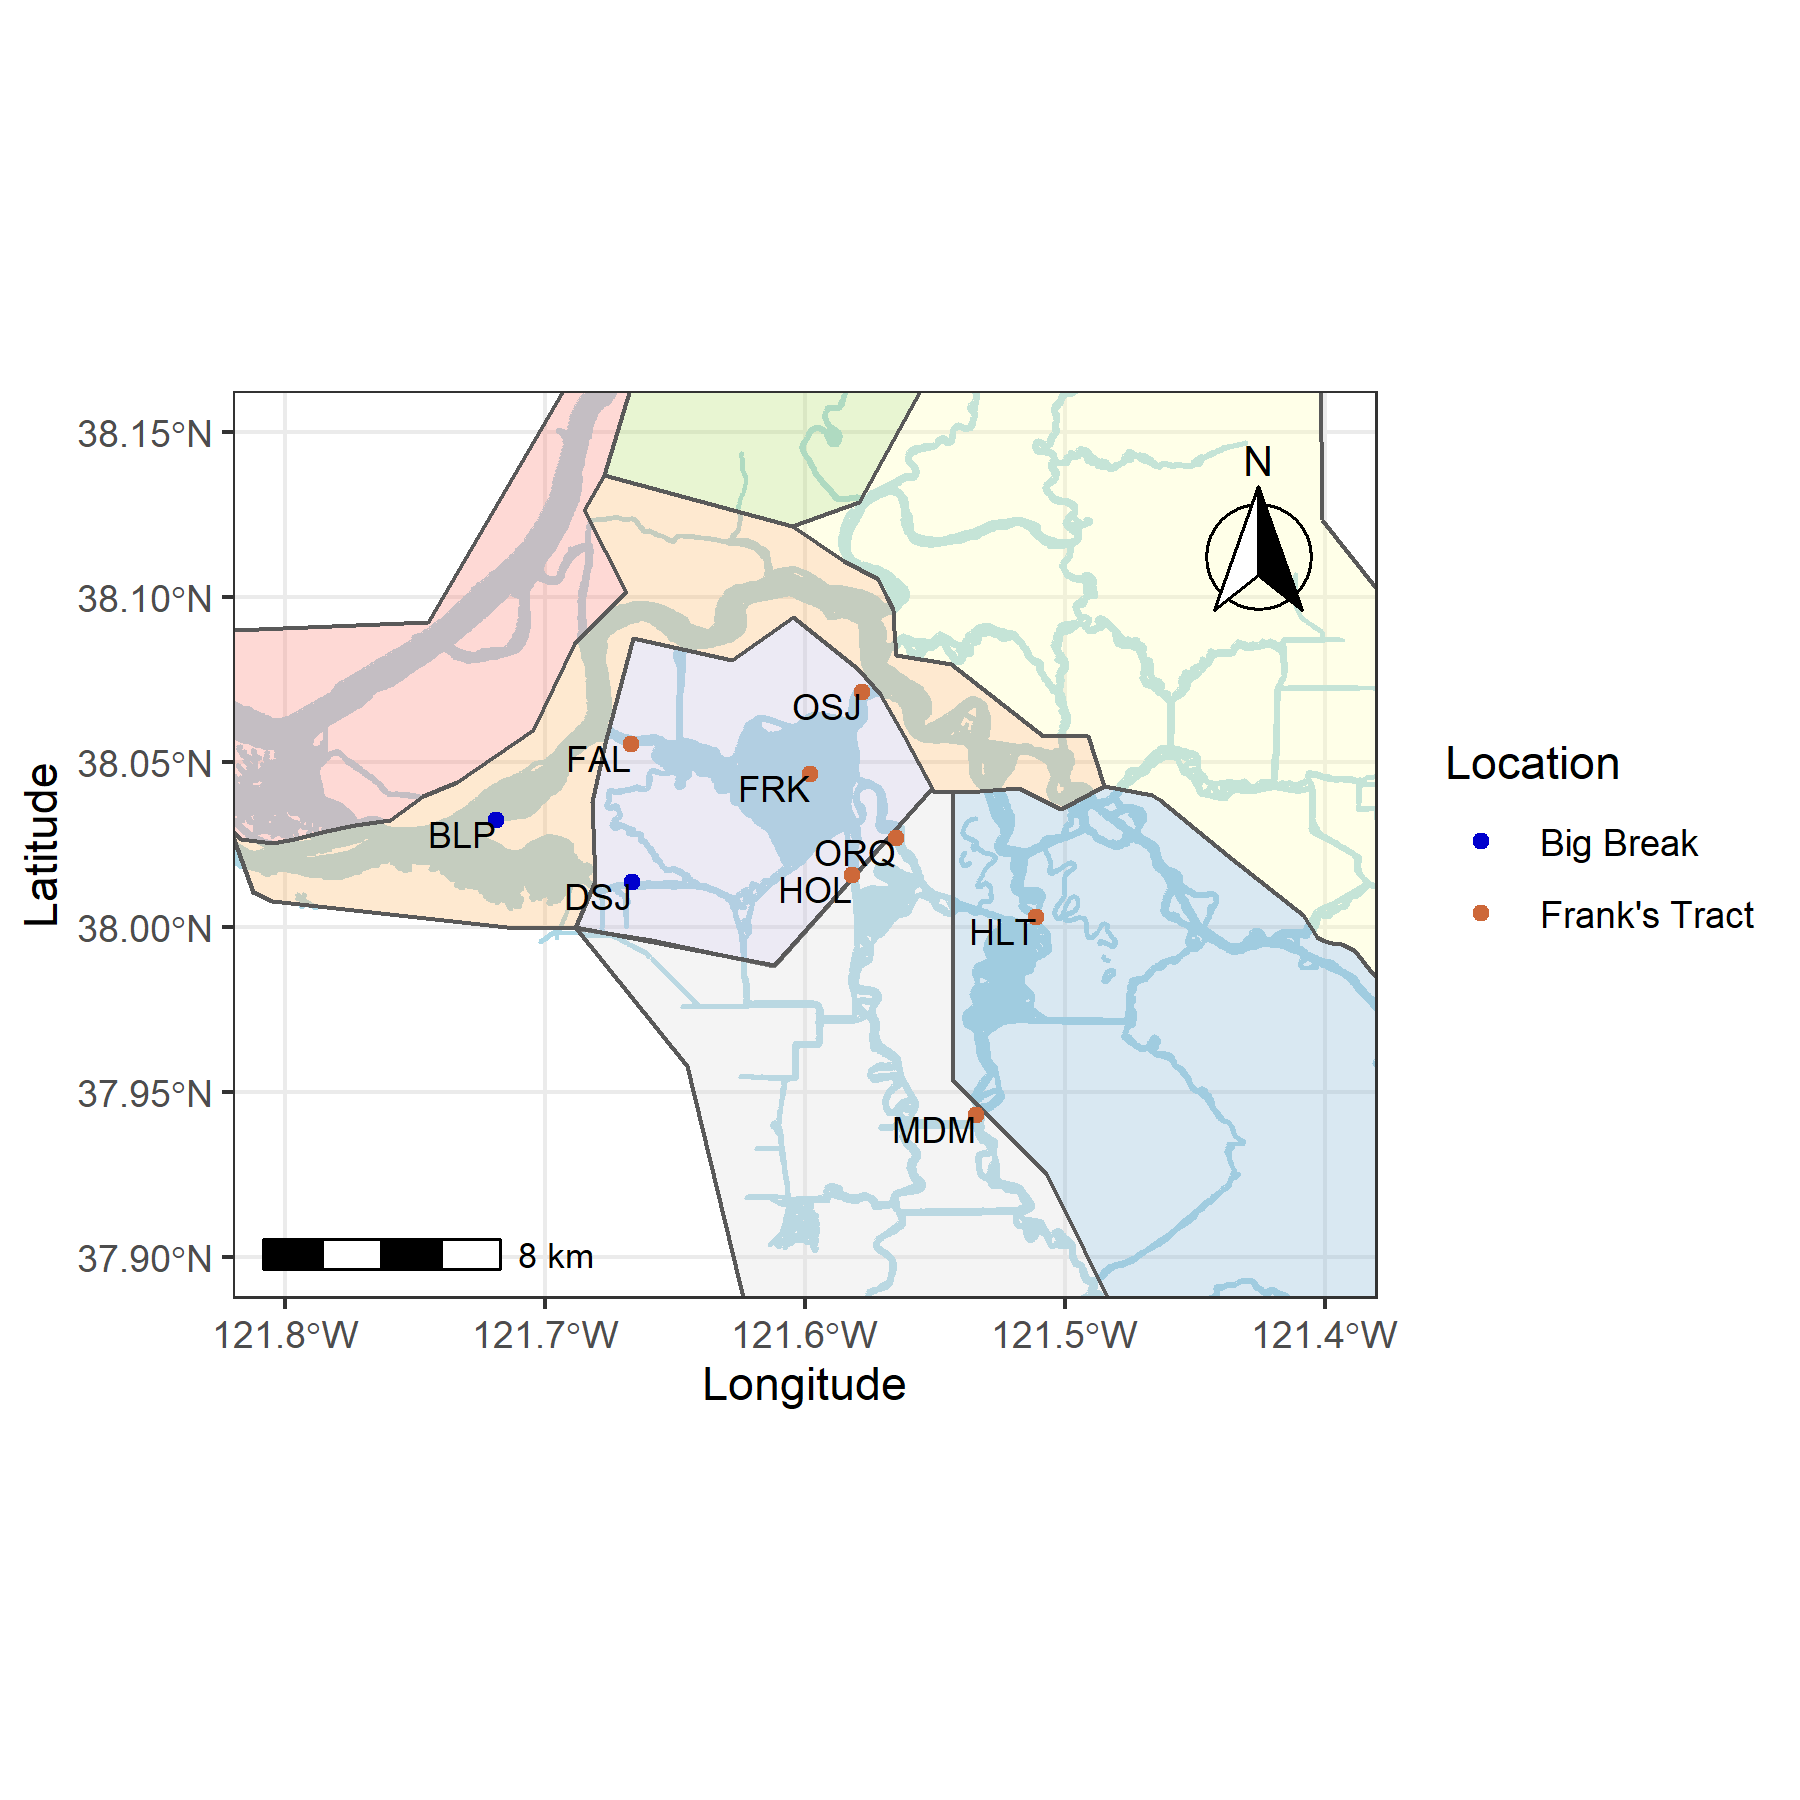 38.15°N
38.10°N
38.05°N
38.00°N
37.95°N
37.90°N
Latitude
N
OSJ
FAL
FRK
BLP
ORQ
DSJ
HOL
HLT
MDM
8 km
121.8°W
121.7°W
121.6°W
121.5°W
121.4°W
Longitude
Location
Big Break
Frank's Tract